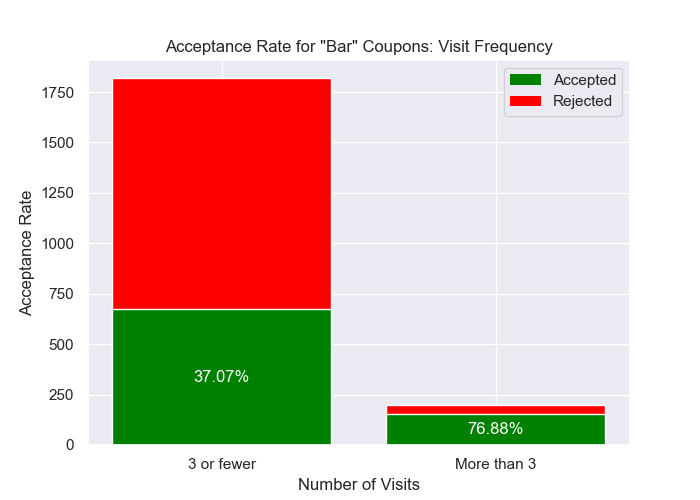 Acceptance Rate for "Bar" Coupons: Visit Frequency
Accepted
Rejected
Acceptance Rate
1750
1500
1250
1000
750
500
250
0
37.07%
76.88%
3 or fewer
More than 3
Number of Visits